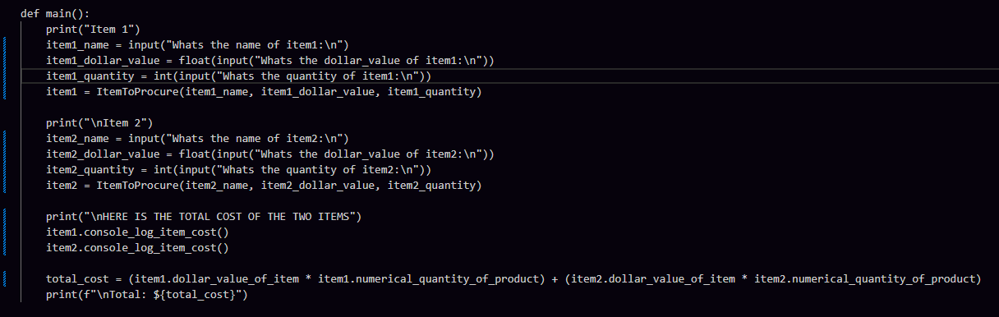 def main():
    print("Item 1")
    item1_name = input("Whats the name of item1:\n")
    item1_dollar_value = float(input("Whats the dollar_value of item1:\n"))
    item1_quantity = int(input("Whats the quantity of item1:\n"))
    item1 = ItemToProcure(item1_name, item1_dollar_value, item1_quantity)

    print("\nItem 2")
    item2_name = input("Whats the name of item2:\n")
    item2_dollar_value = float(input("Whats the dollar_value of item2:\n"))
    item2_quantity = int(input("Whats the quantity of item2:\n"))
    item2 = ItemToProcure(item2_name, item2_dollar_value, item2_quantity)

    print("\nHERE IS THE TOTAL COST OF THE TWO ITEMS")
    item1.console_log_item_cost()
    item2.console_log_item_cost()

    total_cost = (item1.dollar_value_of_item * item1.numerical_quantity_of_product) + (item2.dollar_value_of_item * item2.numerical_quantity_of_product)
    print(f"\nTotal: ${total_cost}")